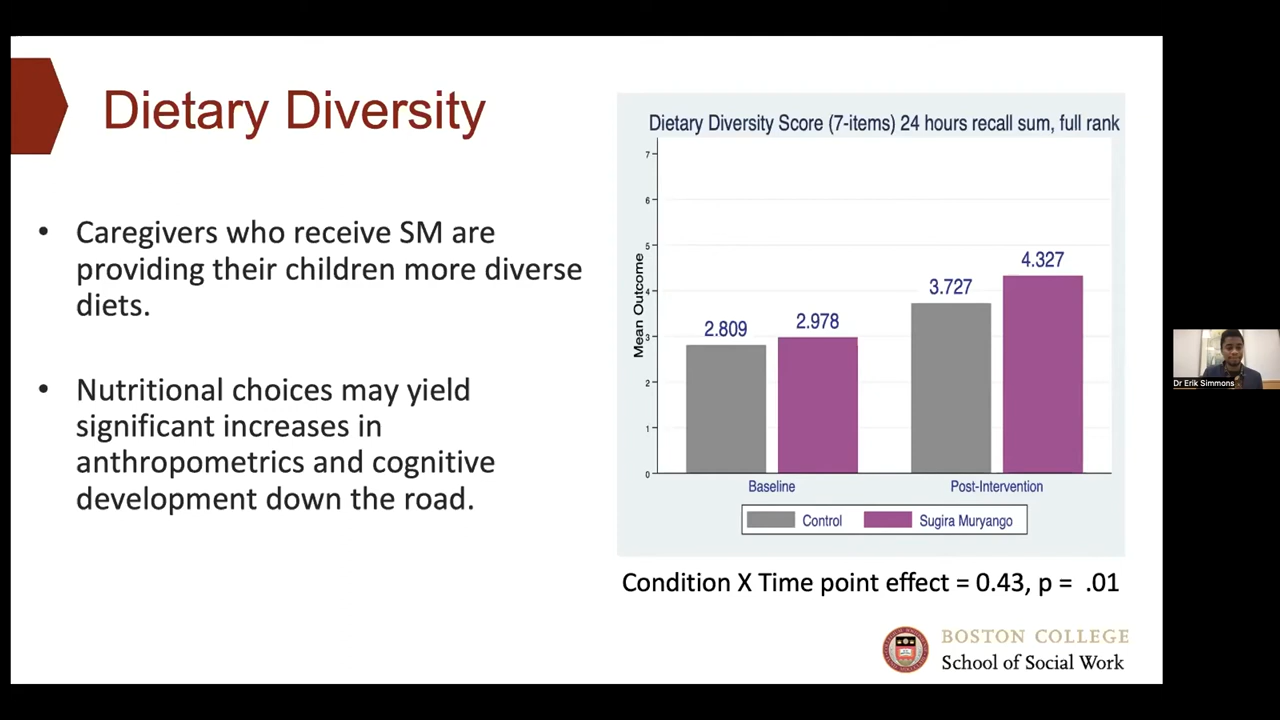 Dietary Diversity
• Caregivers who receive SM are
providing their children more diverse
diets.
• Nutritional choices may yield
significant increases in
anthropometrics and cognitive
development down the road.
Dietary Diversity Score (7-items) 24 hours recall sum, full rank
Mean Outcome
7
6
5
4
3
2
1
0
2.809
2.978
3.727
4.327
Baseline
Post-Intervention
Control
Sugira Muryango
Condition X Time point effect = 0.43, p = .01
BOSTON COLLEGE
School of Social Work
Dr Erik Simmons